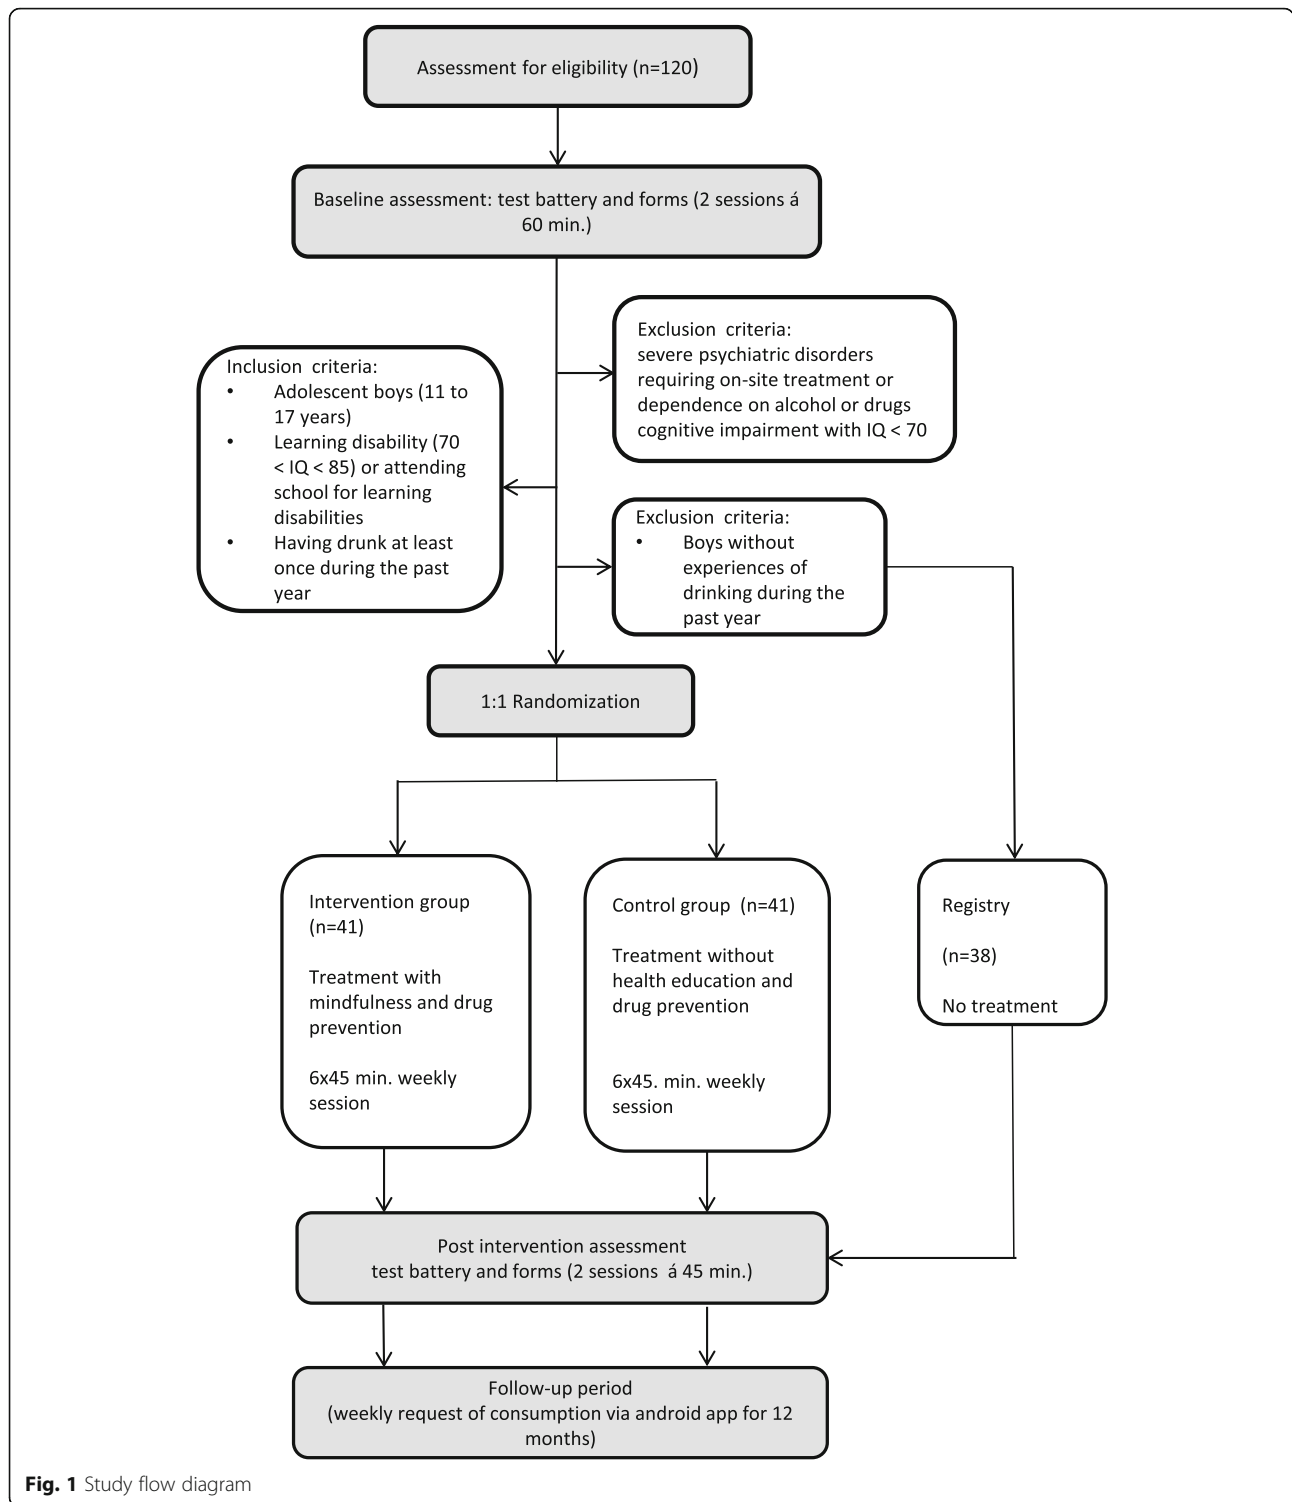 Assessment for eligibility (n=120)
Baseline assessment: test battery and forms (2 sessions á
60 min.)
Exclusion criteria:
severe psychiatric disorders
requiring on-site treatment or
dependence on alcohol or drugs
cognitive impairment with IQ < 70
Inclusion criteria:
• Adolescent boys (11 to
17 years)
• Learning disability (70
< IQ < 85) or attending
school for learning
disabilities
• Having drunk at least
once during the past
year
Exclusion criteria:
• Boys without
experiences of
drinking during the
past year
1:1 Randomization
Intervention group
(n=41)
Treatment with
mindfulness and drug
prevention
6x45 min. weekly
session
Control group (n=41)
Treatment without
health education and
drug prevention
6x45. min. weekly
session
Registry
(n=38)
No treatment
Post intervention assessment
test battery and forms (2 sessions á 45 min.)
Follow-up period
(weekly request of consumption via android app for 12
months)
Fig. 1 Study flow diagram